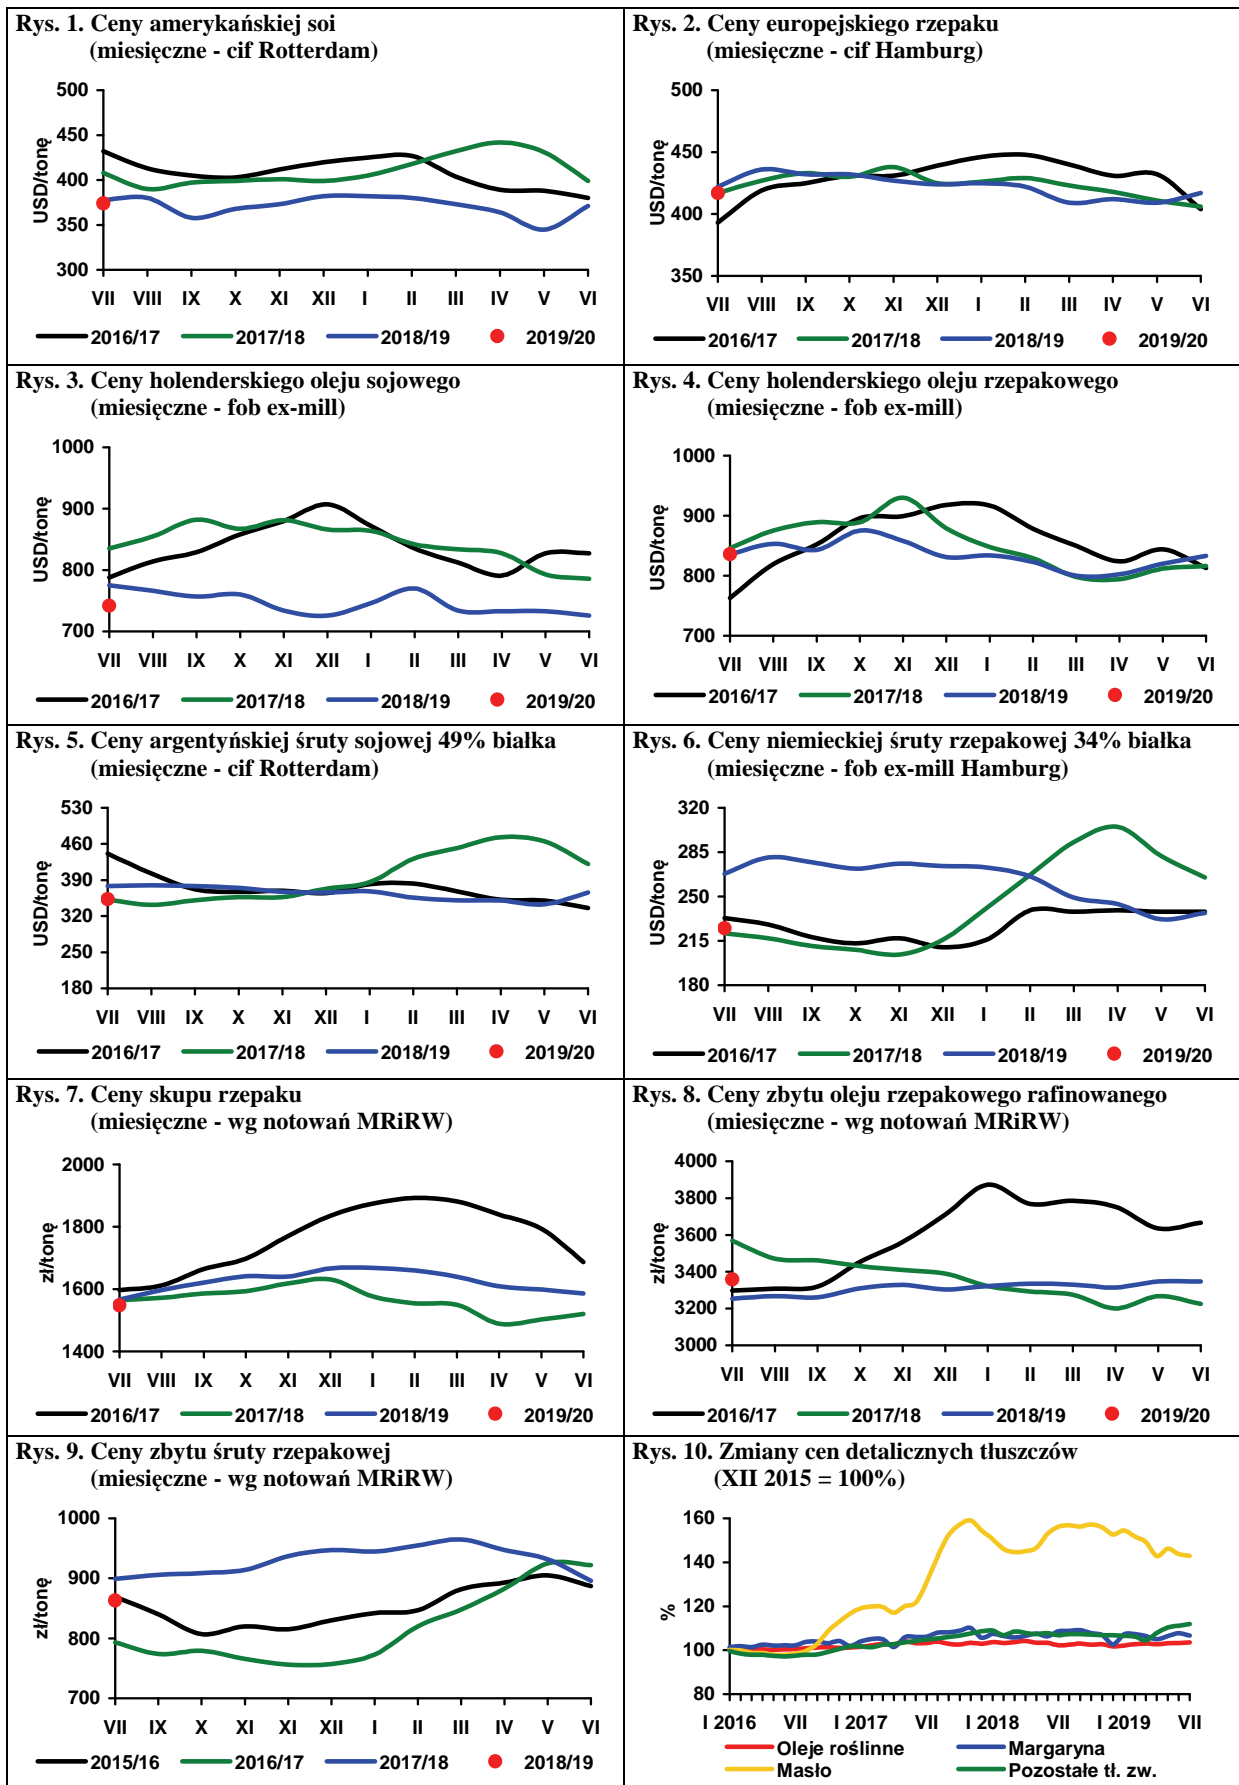 Rys. 1. Ceny amerykańskiej soi
(miesięczne - cif Rotterdam)
500
450
400
350
300
USD/tonę
VII VIII IX X XI XII I II III IV V VI
2016/17 2017/18 2018/19 2019/20
Rys. 2. Ceny europejskiego rzepaku
(miesięczne - cif Hamburg)
500
450
400
350
USD/tonę
VII VIII IX X XI XII I II III IV V VI
2016/17 2017/18 2018/19 2019/20
Rys. 3. Ceny holenderskiego oleju sojowego
(miesięczne - fob ex-mill)
1000
900
800
700
USD/tonę
VII VIII IX X XI XII I II III IV V VI
2016/17 2017/18 2018/19 2019/20
Rys. 4. Ceny holenderskiego oleju rzepakowego
(miesięczne - fob ex-mill)
1000
900
800
700
USD/tonę
VII VIII IX X XI XII I II III IV V VI
2016/17 2017/18 2018/19 2019/20
Rys. 5. Ceny argentyńskiej śruty sojowej 49% białka
(miesięczne - cif Rotterdam)
530
460
390
320
250
180
USD/tonę
VII VIII IX X XI XII I II III IV V VI
2016/17 2017/18 2018/19 2019/20
Rys. 6. Ceny niemieckiej śruty rzepakowej 34% białka
(miesięczne - fob ex-mill Hamburg)
320
285
250
215
180
USD/tonę
VII VIII IX X XI XII I II III IV V VI
2016/17 2017/18 2018/19 2019/20
Rys. 7. Ceny skupu rzepaku
(miesięczne - wg notowań MRiRW)
2000
1800
1600
1400
zł/tonę
VII VIII IX X XI XII I II III IV V VI
2016/17 2017/18 2018/19 2019/20
Rys. 8. Ceny zbytu oleju rzepakowego rafinowanego
(miesięczne - wg notowań MRiRW)
4000
3800
3600
3400
3200
3000
zł/tonę
VII VIII IX X XI XII I II III IV V VI
2016/17 2017/18 2018/19 2019/20
Rys. 9. Ceny zbytu śruty rzepakowej
(miesięczne - wg notowań MRiRW)
1000
900
800
700
zł/tonę
VII IX X XI XII I II III IV V VI
2015/16 2016/17 2017/18 2018/19
Rys. 10. Zmiany cen detalicznych tłuszczów
(XII 2015 = 100%)
160
140
120
100
80
%
I 2016 VII I 2017 VII I 2018 VII I 2019 VII
Oleje roślinne Margaryna
Masło Pozostałe tł. zw.